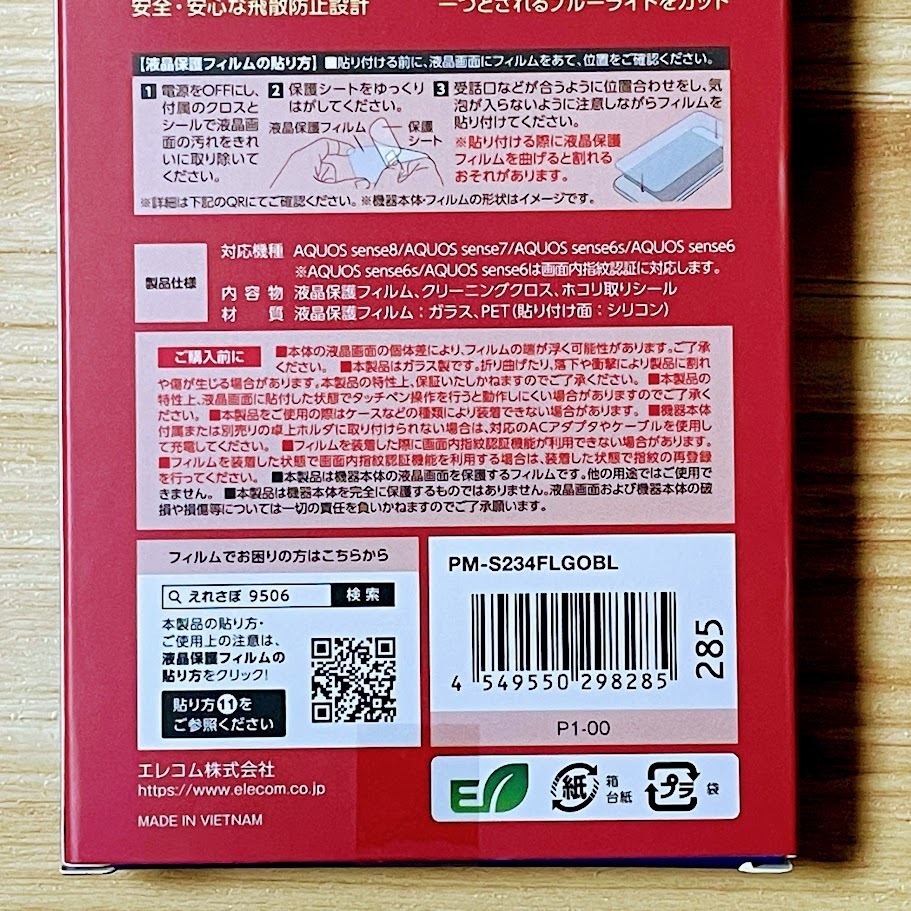 安全・安心な飛散防止設計
一つとされるブルーライトをカット
【液晶保護フィルムの貼り方】■貼り付ける前に、液晶画面にフィルムをあて、位置をご確認ください。
1 電源をOFFにし、
付属のクロスと
シールで液晶画
面の汚れをきれ
いに取り除いて
ください。
2 保護シートをゆっくり
はがしてください。
液晶保護フィルム
保護
シート
3 受話口などが合うように位置合わせをし、気
泡が入らないように注意しながらフィルムを
貼り付けてください。
※貼り付ける際に液晶保護
フィルムを曲げると割れる
おそれがあります。
※詳細は下記のQRにてご確認ください。※機器本体・フィルムの形状はイメージです。
製品仕様
対応機種 AQUOS sense8/AQUOS sense7/AQUOS sense6s/AQUOS sense6
※AQUOS sense6s/AQUOS sense6は画面内指紋認証に対応します。
内容物 液晶保護フィルム、クリーニングクロス、ホコリ取りシール
材質 液晶保護フィルム：ガラス、PET（貼り付け面：シリコン）
ご購入前に ■本体の液晶画面の個体差により、フィルムの端が浮く可能性があります。ご了承
ください。 ■本製品はガラス製です。折り曲げたり、落下や衝撃により製品に割れ
や傷が生じる場合があります。本製品の特性上、保証いたしかねますのでご了承ください。 ■本製品の
特性上、液晶画面に貼付した状態でタッチペン操作を行うと動作しにくい場合がありますのでご了承く
ださい。 ■本製品をご使用の際はケースなどの種類により装着できない場合があります。 ■機器本体
付属または別売りの卓上ホルダに取り付けられない場合は、対応のACアダプタやケーブルを使用し
て充電してください。 ■フィルムを装着した際に画面内指紋認証機能が利用できない場合があります。
■フィルムを装着した状態で画面内指紋認証機能を利用する場合は、装着した状態で指紋の再登録
を行ってください。 ■本製品は機器本体の液晶画面を保護するフィルムです。他の用途ではご使用で
きません。 ■本製品は機器本体を完全に保護するものではありません。液晶画面および機器本体の破
損や損傷等については一切の責任を負いかねますのでご了承願います。
フィルムでお困りの方はこちらから
えれさぽ 9506 検索
本製品の貼り方・
ご使用上の注意は、
液晶保護フィルムの
貼り方をクリック!
貼り方⑪を
ご参照ください
PM-S234FLGOBL
4 549550 298285
285
P1-00
エレコム株式会社
https://www.elecom.co.jp
MADE IN VIETNAM
E
紙
箱
台紙
プラ
袋